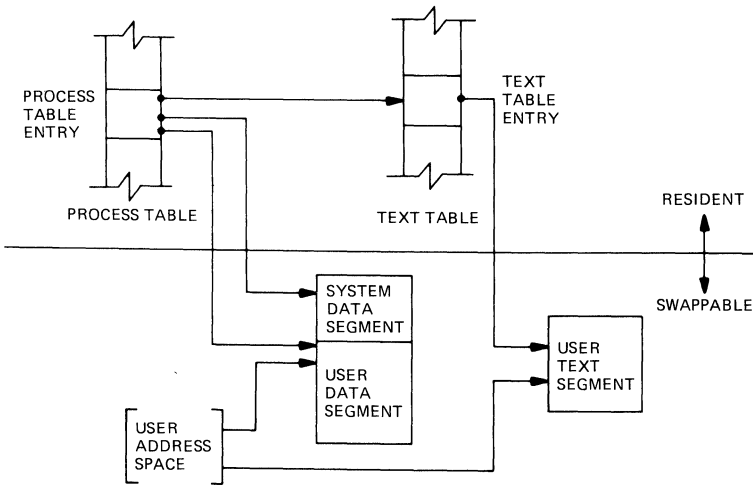 PROCESS
TABLE
ENTRY
TEXT
TABLE
ENTRY
PROCESS TABLE
TEXT TABLE
RESIDENT
SWAPPABLE
SYSTEM
DATA
SEGMENT
USER
DATA
SEGMENT
USER
TEXT
SEGMENT
USER
ADDRESS
SPACE